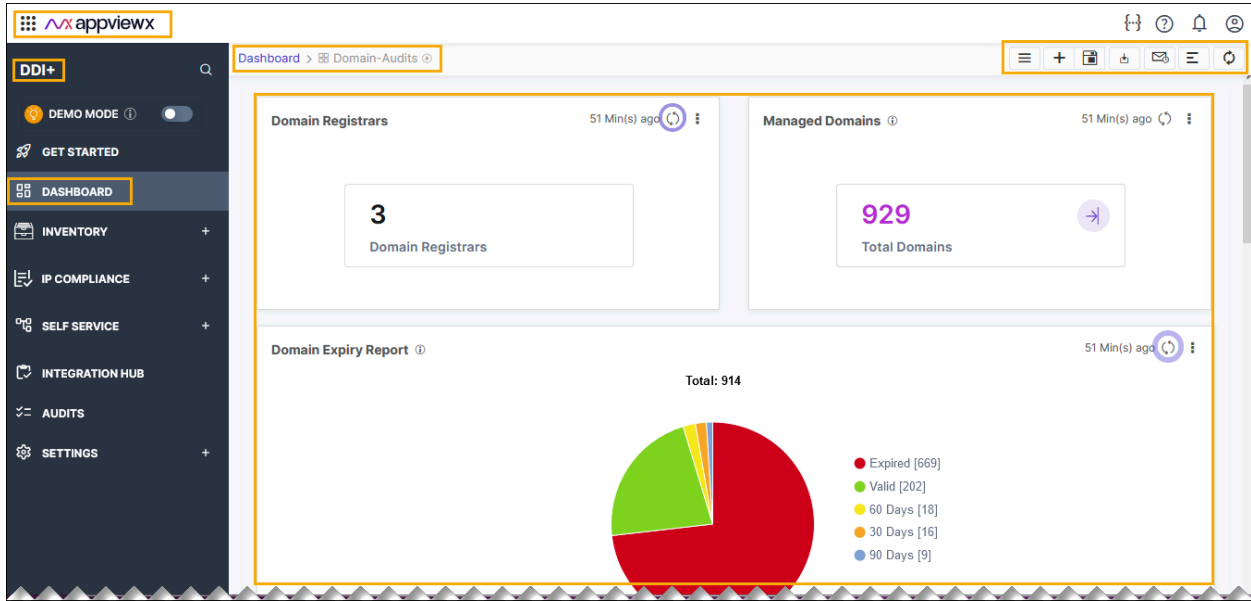 appviewx
DDI+
Dashboard > Domain-Audits
DEMO MODE
GET STARTED
DASHBOARD
INVENTORY +
IP COMPLIANCE +
SELF SERVICE +
INTEGRATION HUB
AUDITS
SETTINGS +
Domain Registrars 51 Min(s) ago
3
Domain Registrars
Managed Domains 51 Min(s) ago
929
Total Domains
Domain Expiry Report 51 Min(s) ago
Total: 914
Expired [669]
Valid [202]
60 Days [18]
30 Days [16]
90 Days [9]